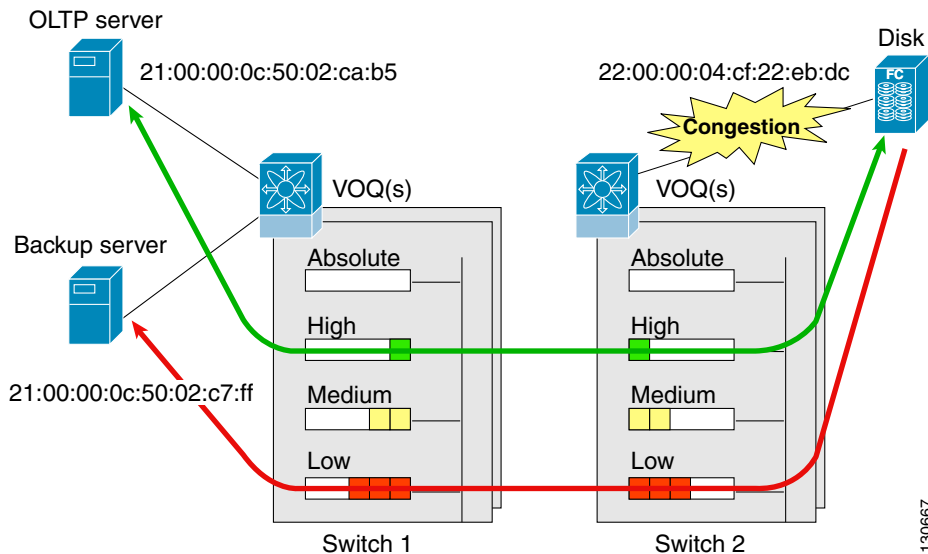 OLTP server
21:00:00:0c:50:02:ca:b5
22:00:00:04:cf:22:eb:dc
Disk
FC
Congestion
VOQ(s)
VOQ(s)
Backup server
21:00:00:0c:50:02:c7:ff
Absolute
High
Medium
Low
Absolute
High
Medium
Low
Switch 1
Switch 2
130667